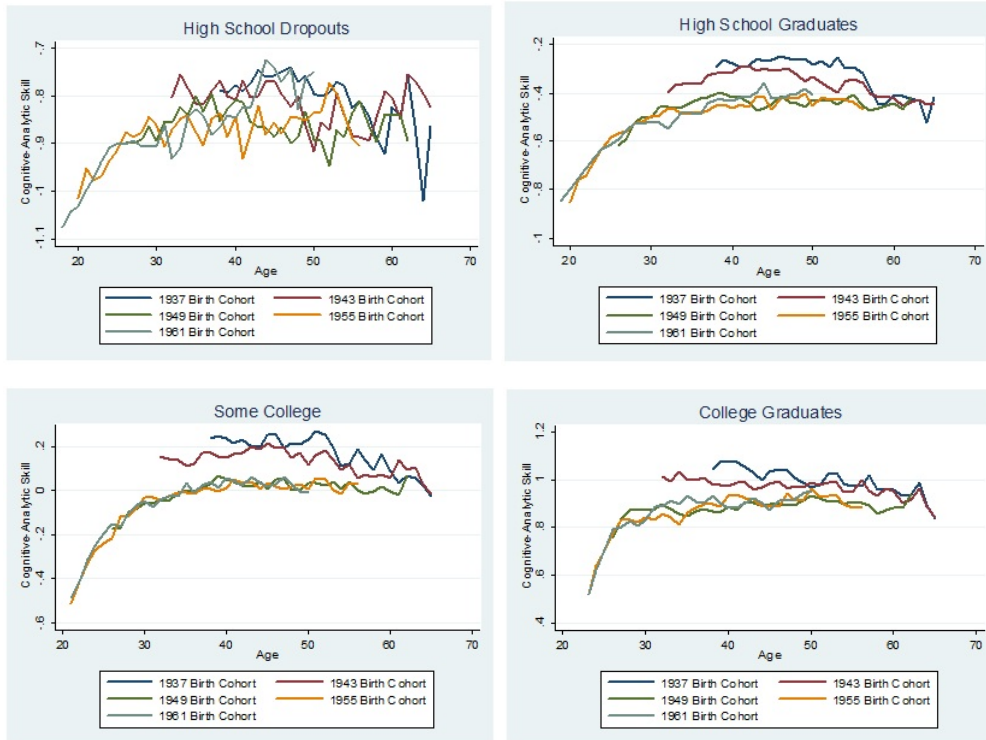 High School Dropouts
Cognitive-Analytic Skill
-.7
-.8
-.9
-1
-1.1
20 30 40 50 60 70
Age
1937 Birth Cohort 1943 Birth Cohort
1949 Birth Cohort 1955 Birth Cohort
1961 Birth Cohort
High School Graduates
Cognitive-Analytic Skill
-.2
-.4
-.6
-.8
-1
20 30 40 50 60 70
Age
1937 Birth Cohort 1943 Birth Cohort
1949 Birth Cohort 1955 Birth Cohort
1961 Birth Cohort
Some College
Cognitive-Analytic Skill
.2
0
-.2
-.4
-.6
20 30 40 50 60 70
Age
1937 Birth Cohort 1943 Birth Cohort
1949 Birth Cohort 1955 Birth Cohort
1961 Birth Cohort
College Graduates
Cognitive-Analytic Skill
1.2
1
.8
.6
.4
20 30 40 50 60 70
Age
1937 Birth Cohort 1943 Birth Cohort
1949 Birth Cohort 1955 Birth Cohort
1961 Birth Cohort